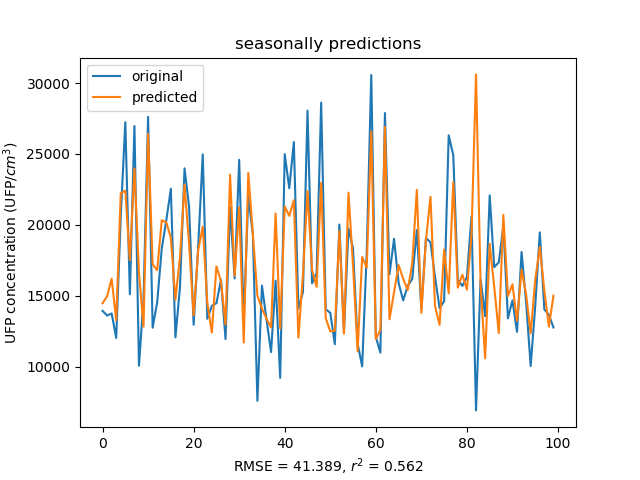 seasonally predictions
original
predicted
UFP concentration (UFP/cm³)
30000
25000
20000
15000
10000
0 20 40 60 80 100
RMSE = 41.389, r² = 0.562